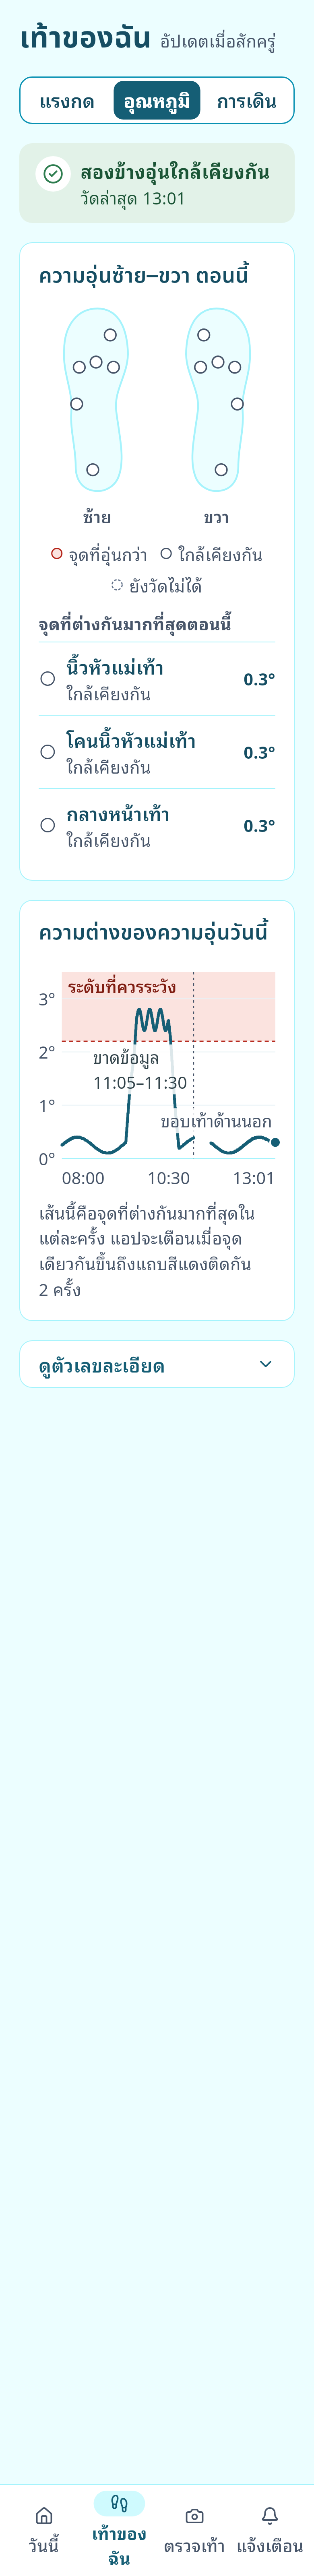 เท้าของฉัน อัปเดตเมื่อสักครู่
แรงกด อุณหภูมิ การเดิน
สองข้างอุ่นใกล้เคียงกัน
วัดล่าสุด 13:01
ความอุ่นซ้าย–ขวา ตอนนี้
ซ้าย ขวา
จุดที่อุ่นกว่า ใกล้เคียงกัน
ยังวัดไม่ได้
จุดที่ต่างกันมากที่สุดตอนนี้
นิ้วหัวแม่เท้า
ใกล้เคียงกัน
0.3°
โคนนิ้วหัวแม่เท้า
ใกล้เคียงกัน
0.3°
กลางหน้าเท้า
ใกล้เคียงกัน
0.3°
ความต่างของความอุ่นวันนี้
ระดับที่ควรระวัง
3°
2°
1°
0°
ขาดข้อมูล
11:05–11:30
ขอบเท้าด้านนอก
08:00 10:30 13:01
เส้นนี้คือจุดที่ต่างกันมากที่สุดใน
แต่ละครั้ง แอปจะเตือนเมื่อจุด
เดียวกันขึ้นถึงแถบสีแดงติดกัน
2 ครั้ง
ดูตัวเลขละเอียด
วันนี้
เท้าของ
ฉัน
ตรวจเท้า
แจ้งเตือน